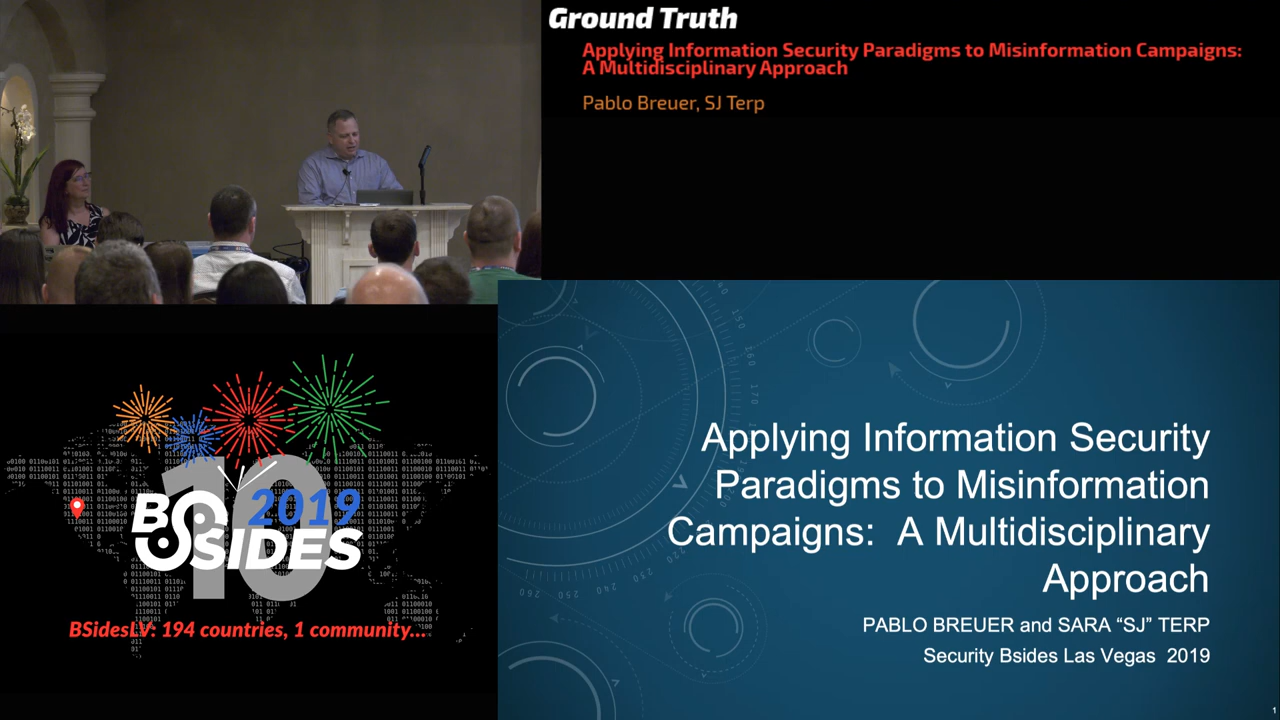 Ground Truth
Applying Information Security Paradigms to Misinformation Campaigns:
A Multidisciplinary Approach
Pablo Breuer, SJ Terp
10
2019
BSIDES
BSidesLV: 194 countries, 1 community...
Applying Information Security
Paradigms to Misinformation
Campaigns: A Multidisciplinary
Approach
PABLO BREUER and SARA “SJ” TERP
Security Bsides Las Vegas 2019
1